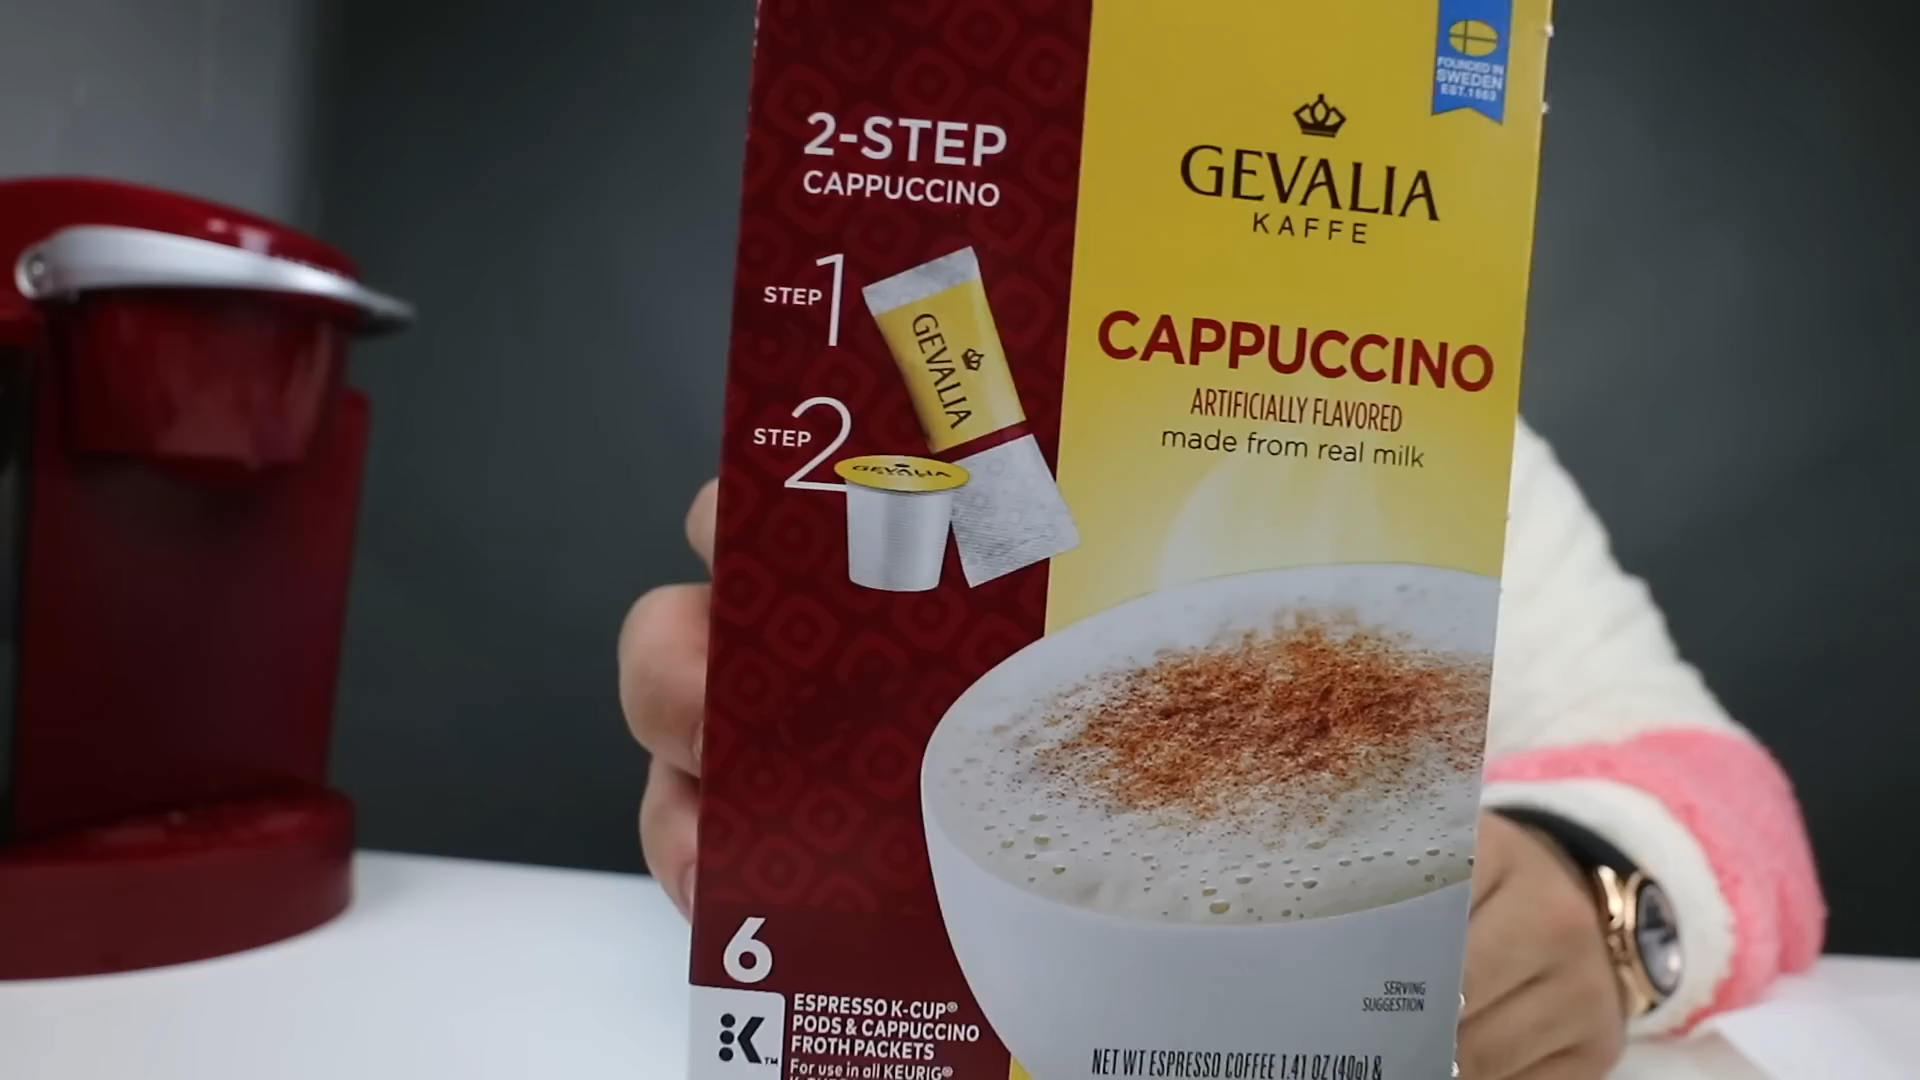 2-STEP
CAPPUCCINO
STEP 1
GEVALIA
STEP 2
GEVALIA
6
K™
ESPRESSO K-CUP®
PODS & CAPPUCCINO
FROTH PACKETS
For use in all KEURIG®
FOUNDED IN
SWEDEN
EST.1853
GEVALIA
KAFFE
CAPPUCCINO
ARTIFICIALLY FLAVORED
made from real milk
SERVING
SUGGESTION
NET WT ESPRESSO COFFEE 1.41 OZ (40g) &